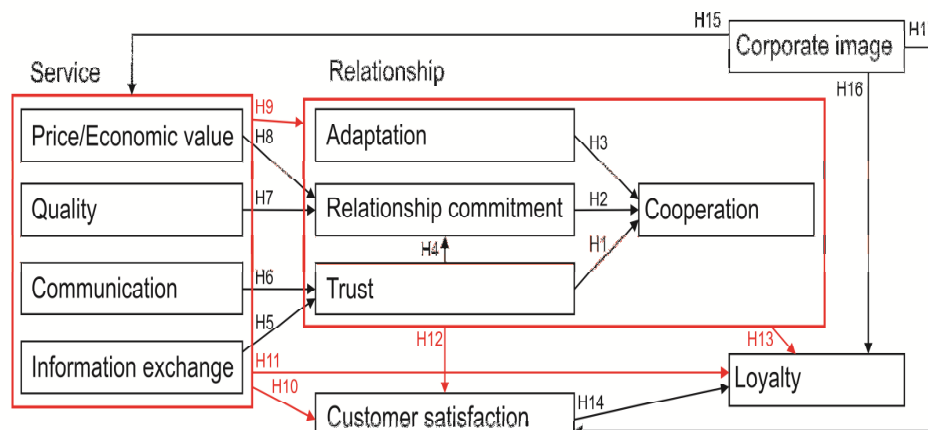 H15
Corporate image
H1
Service
Relationship
H16
H9
Price/Economic value
H8
Adaptation
H3
Quality
H7
Relationship commitment
H2
Cooperation
H4
H1
Communication
H6
Trust
H5
H12
H13
Information exchange
H11
Loyalty
H10
Customer satisfaction
H14